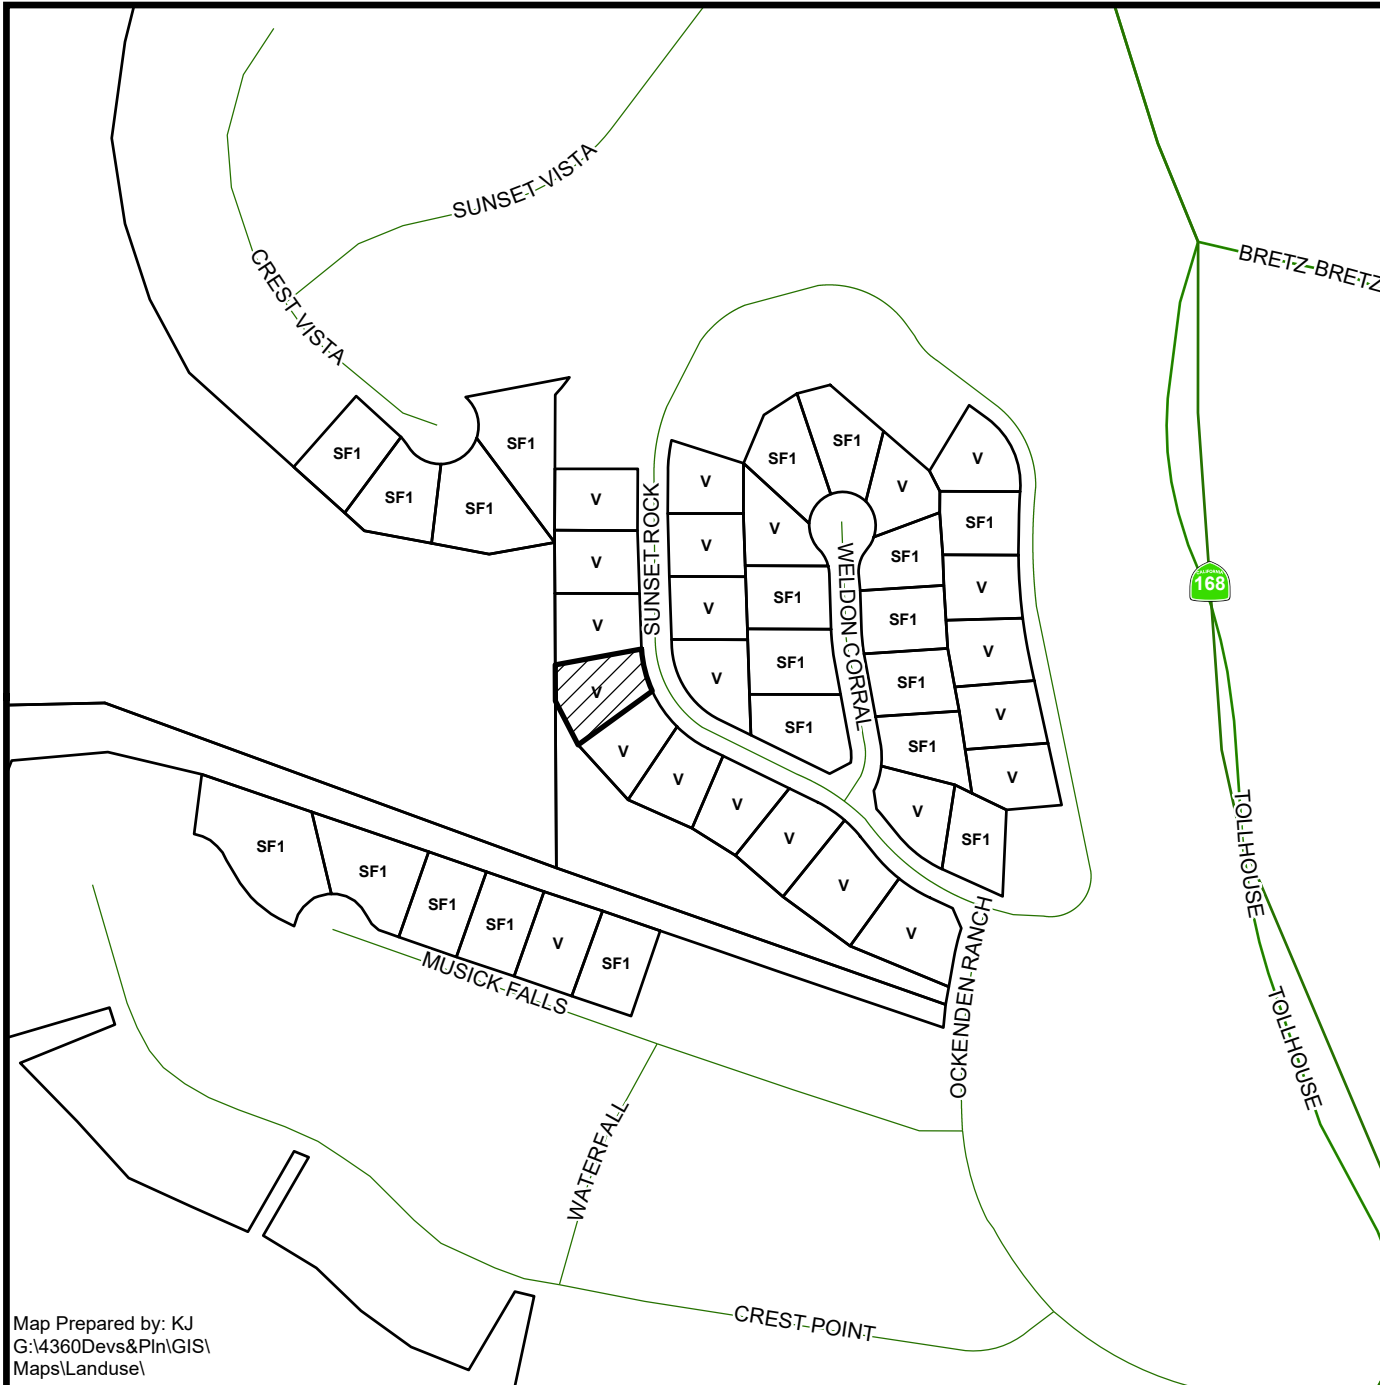 SUNSET VISTA
BRETZ BRETZ
CREST VISTA
SF1
SF1
SF1
SF1
SF1
SF1
V
V
V
V
V
SF1
V
V
V
SUNSET ROCK
WELDON CORRAL
SF1
V
CALIFORNIA
168
V
V
SF1
SF1
V
V
SF1
V
V
SF1
SF1
V
V
SF1
SF1
V
V
V
V
V
SF1
TOLLHOUSE
SF1
SF1
V
V
SF1
SF1
V
SF1
V
OCKENDEN RANCH
MUSICK FALLS
TOLLHOUSE
WATERFALL
CREST POINT
Map Prepared by: KJ
G:\4360Devs&Pln\GIS\
Maps\Landuse\